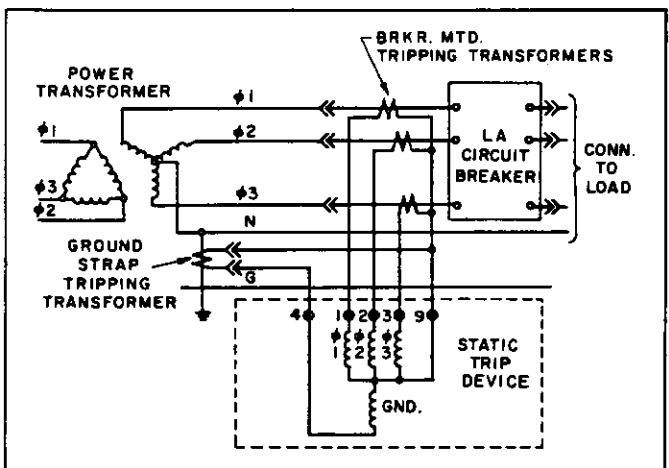 BRKR. MTD.
TRIPPING TRANSFORMERS
POWER
TRANSFORMER
ϕ1
ϕ1
ϕ2
ϕ3
ϕ2
ϕ3
N
LA
CIRCUIT
BREAKER
CONN.
TO
LOAD
GROUND
STRAP
TRIPPING
TRANSFORMER
G
4
1
2
3
9
ϕ
1
ϕ
2
ϕ
3
STATIC
TRIP
DEVICE
GND.